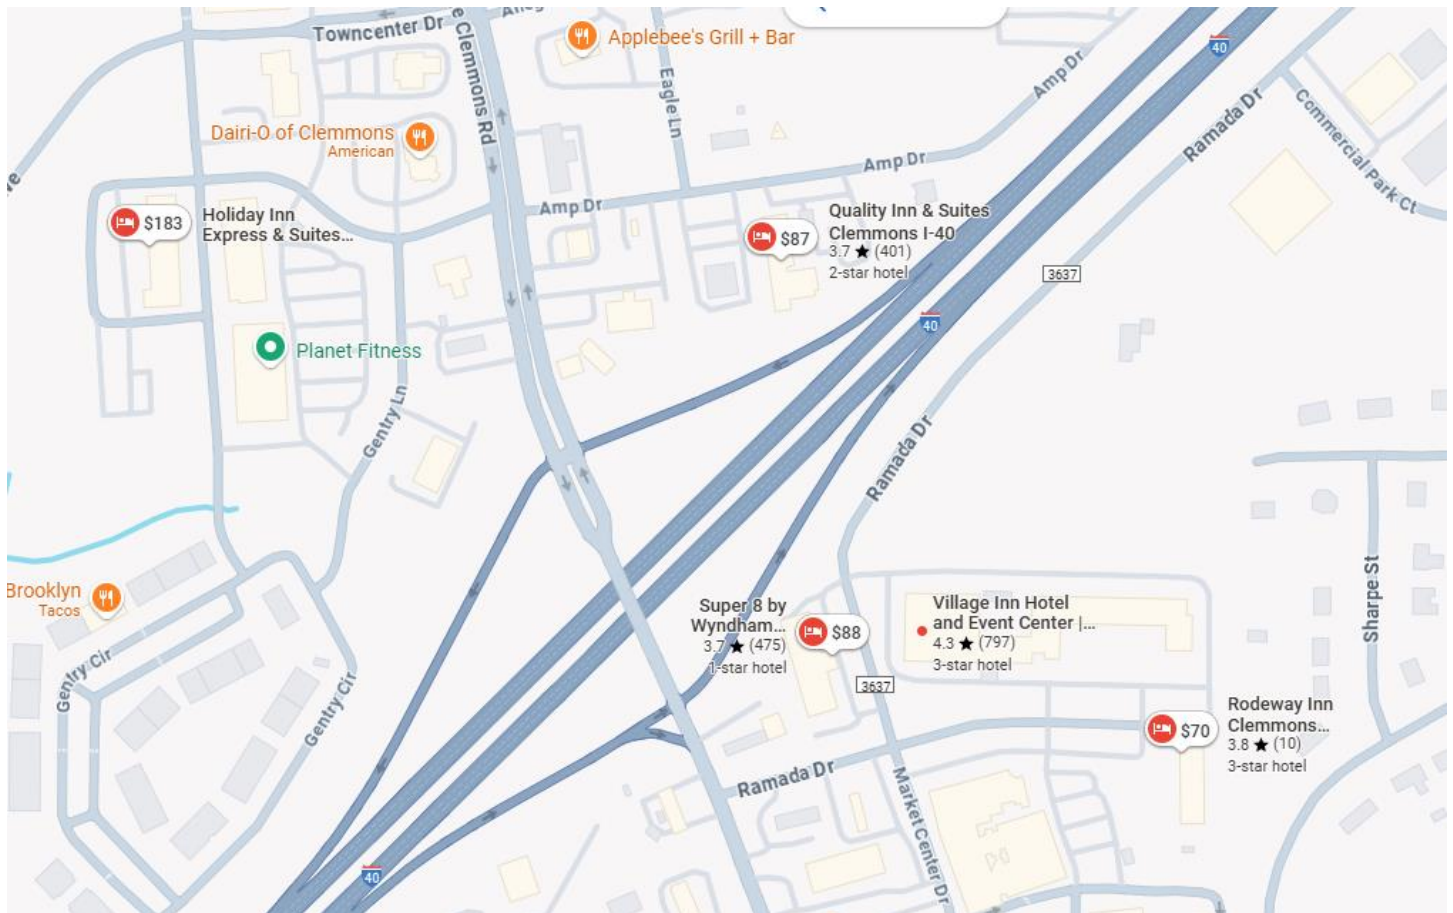 Towncenter Dr
e Clemmons Rd
Applebee's Grill + Bar
Eagle Ln
Amp Dr
40
Ramada Dr
Commercial Park Ct
Dairi-O of Clemmons
American
Amp Dr
Amp Dr
$183
Holiday Inn
Express & Suites...
$87
Quality Inn & Suites
Clemmons I-40
3.7 ★ (401)
2-star hotel
3637
40
Planet Fitness
Gentry Ln
Ramada Dr
Brooklyn
Tacos
Super 8 by
Wyndham...
3.7 ★ (475)
1-star hotel
$88
Village Inn Hotel
and Event Center |...
4.3 ★ (797)
3-star hotel
Sharpe St
Gentry Cir
Gentry Cir
3637
$70
Rodeway Inn
Clemmons...
3.8 ★ (10)
3-star hotel
Ramada Dr
Market Center Dr
40